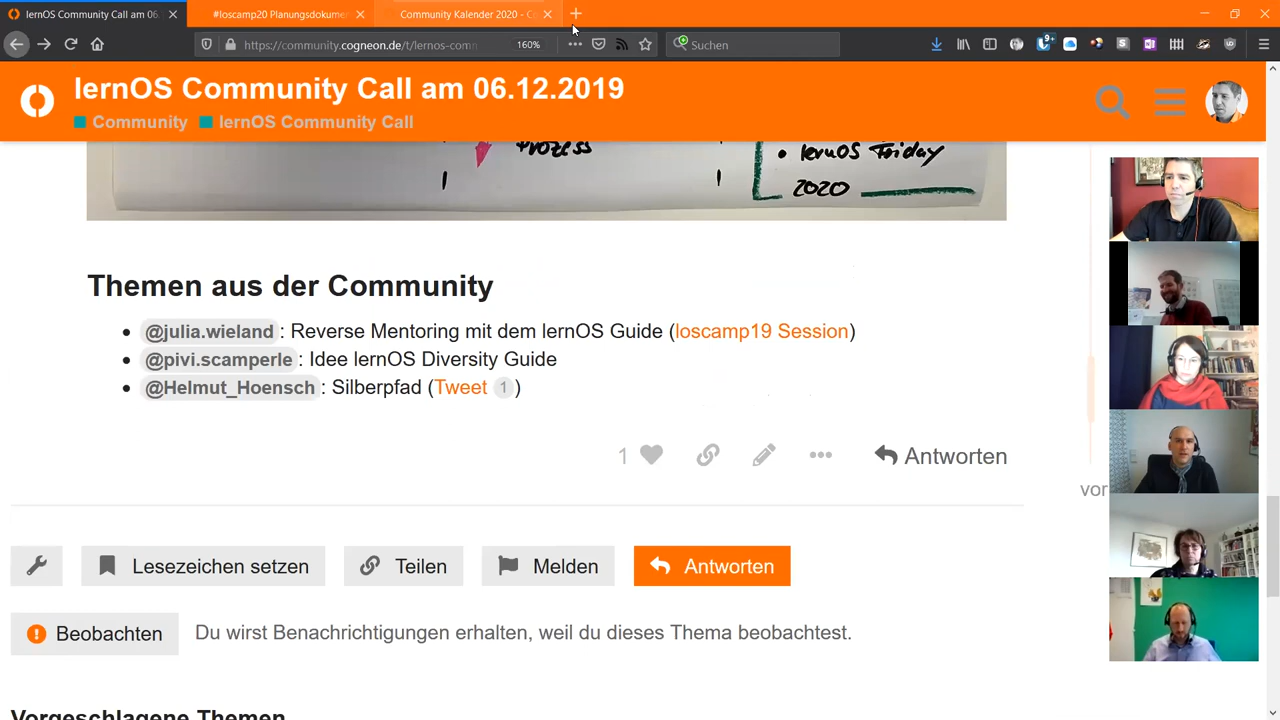 lernOS Community Call am 06.
#loscamp20 Planungsdokume
Community Kalender 2020 - C
https://community.cogneon.de/t/lernos-comm
160%
Suchen
9+
lernOS Community Call am 06.12.2019
Community lernOS Community Call
Prozess
• lernOS Friday
2020
Themen aus der Community
• @julia.wieland: Reverse Mentoring mit dem lernOS Guide (loscamp19 Session)
• @pivi.scamperle: Idee lernOS Diversity Guide
• @Helmut_Hoensch: Silberpfad (Tweet 1)
1 Antworten
vor
Lesezeichen setzen Teilen Melden Antworten
Beobachten Du wirst Benachrichtigungen erhalten, weil du dieses Thema beobachtest.
Vorgeschlagene Themen